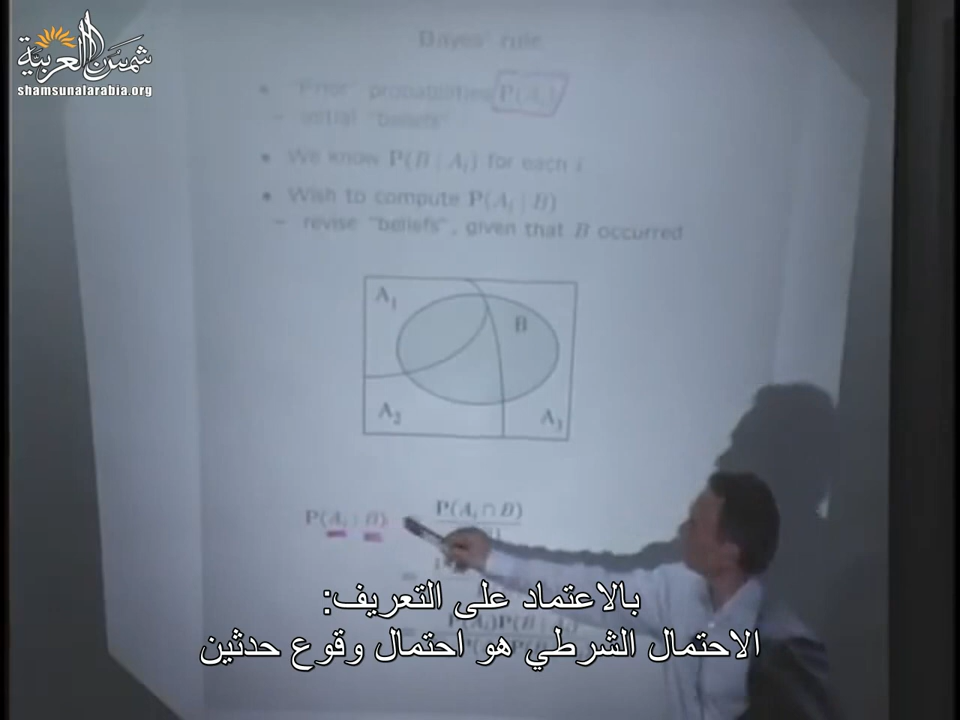 شمس العربية
shamsunalarabia.org
Bayes' rule
• "Prior" probabilities P(Aᵢ)
– initial "beliefs"
• We know P(B | Aᵢ) for each i
• Wish to compute P(Aᵢ | B)
– revise "beliefs", given that B occurred
A₁
B
A₂
A₃
P(Aᵢ | B)
P(Aᵢ ∩ B)
=
بالاعتماد على التعريف:
الاحتمال الشرطي هو احتمال وقوع حدثين